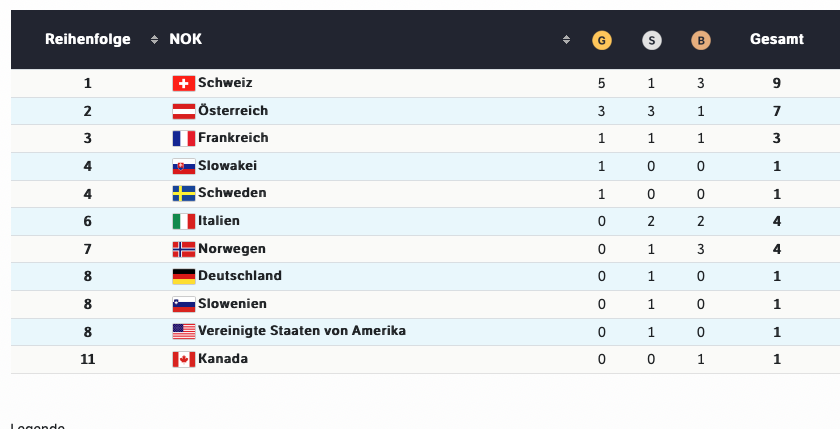 Reihenfolge NOK G S B Gesamt
1 Schweiz 5 1 3 9
2 Österreich 3 3 1 7
3 Frankreich 1 1 1 3
4 Slowakei 1 0 0 1
4 Schweden 1 0 0 1
6 Italien 0 2 2 4
7 Norwegen 0 1 3 4
8 Deutschland 0 1 0 1
8 Slowenien 0 1 0 1
8 Vereinigte Staaten von Amerika 0 1 0 1
11 Kanada 0 0 1 1
Legende